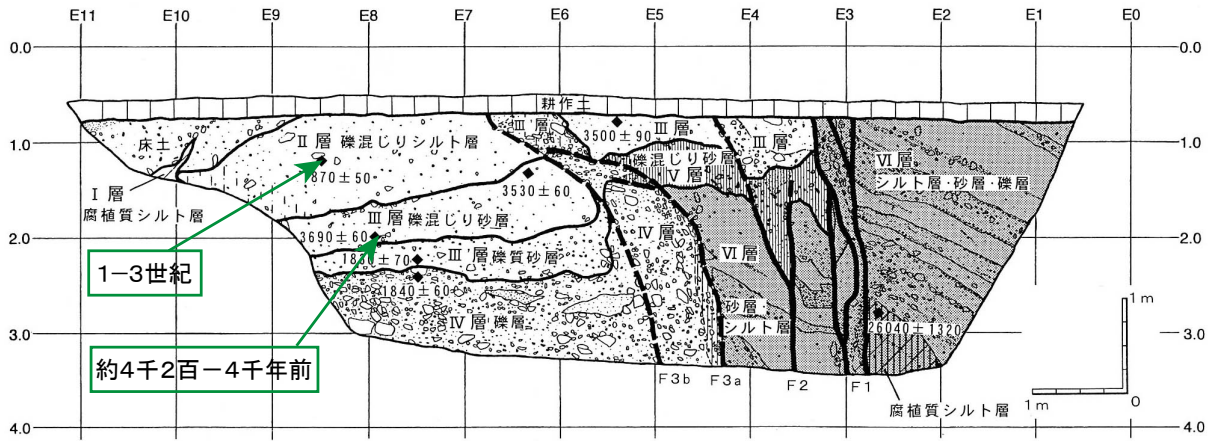 E11 E10 E9 E8 E7 E6 E5 E4 E3 E2 E1 E0
0.0 0.0
耕作土
Ⅲ層 3500±90 Ⅲ層 Ⅲ層
床土 Ⅱ層 礫混じりシルト層
1.0 1.0
礫混じり砂層
Ⅴ層
Ⅵ層
シルト層・砂層・礫層
1870±50 3530±60
Ⅰ層
腐植質シルト層
Ⅲ層 礫混じり砂層
2.0 2.0
3690±60
Ⅳ層 Ⅵ層
1830±70 Ⅲ層 礫質砂層
1840±60
1−3世紀
Ⅳ層 礫層
砂層・
シルト層
26040±1320
1m
3.0 3.0
約4千2百−4千年前
F3b F3a F2 F1
腐植質シルト層
1m 0
4.0 4.0